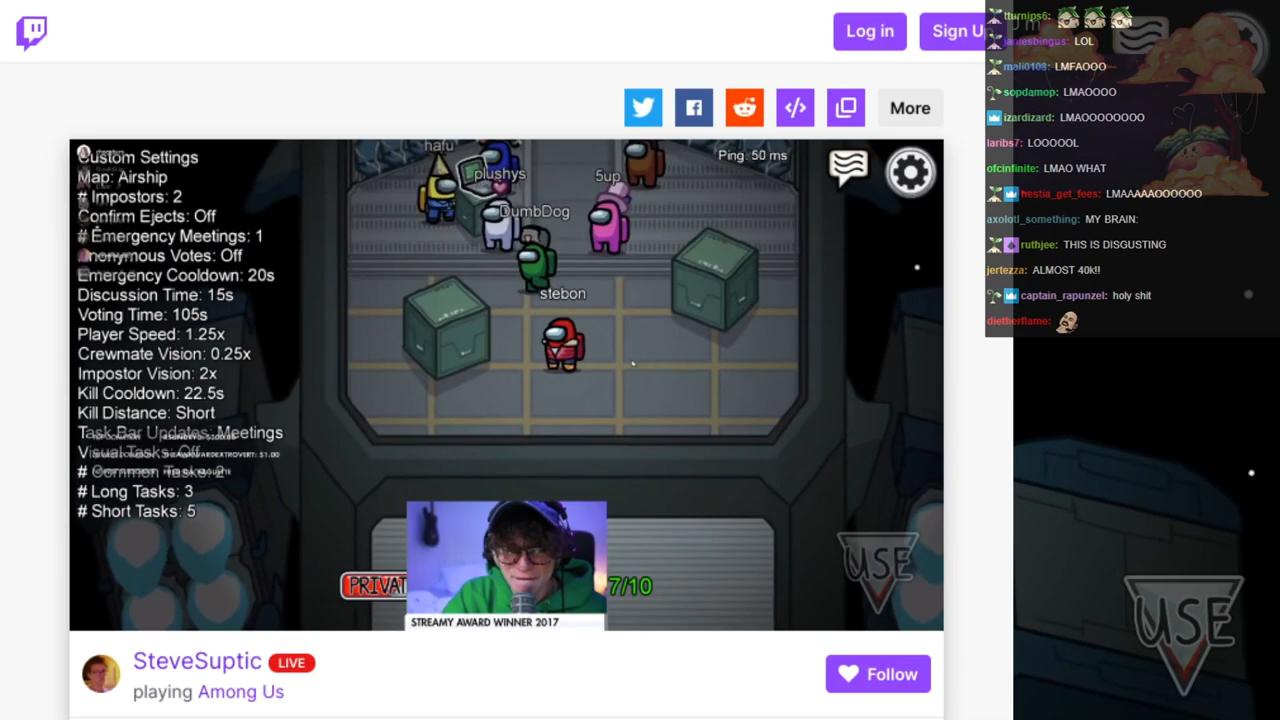 Log in
Sign U
More
Custom Settings
Map: Airship
# Impostors: 2
Confirm Ejects: Off
# Emergency Meetings: 1
Anonymous Votes: Off
Emergency Cooldown: 20s
Discussion Time: 15s
Voting Time: 105s
Player Speed: 1.25x
Crewmate Vision: 0.25x
Impostor Vision: 2x
Kill Cooldown: 22.5s
Kill Distance: Short
Task Bar Updates: Meetings
Visual Tasks: Off
# Common Tasks: 2
# Long Tasks: 3
# Short Tasks: 5
hafu
plushys
5up
DumbDog
stebon
Ping: 50 ms
PRIVAT
7/10
USE
STREAMY AWARD WINNER 2017
SteveSuptic LIVE
playing Among Us
Follow
tturnips6:
jamesbingus: LOL
mali0108: LMFAOOO
sopdamop: LMAOOOO
izardizard: LMAOOOOOOOO
laribs7: LOOOOOL
ofcinfinite: LMAO WHAT
hestia_get_fees: LMAAAAAOOOOOO
axolotl_something: MY BRAIN:
ruthjee: THIS IS DISGUSTING
jertezza: ALMOST 40k!!
captain_rapunzel: holy shit
dietherflame:
USE